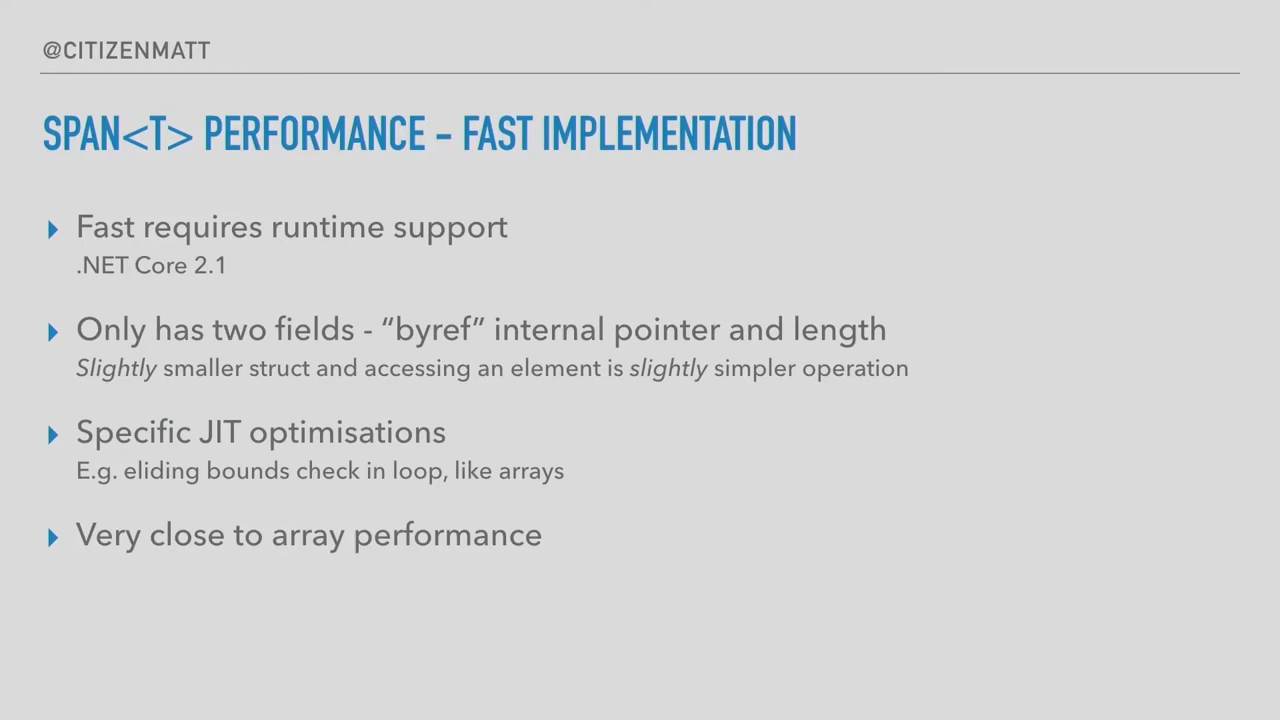 @CITIZENMATT
SPAN<T> PERFORMANCE - FAST IMPLEMENTATION
Fast requires runtime support
.NET Core 2.1
Only has two fields - “byref” internal pointer and length
Slightly smaller struct and accessing an element is slightly simpler operation
Specific JIT optimisations
E.g. eliding bounds check in loop, like arrays
Very close to array performance